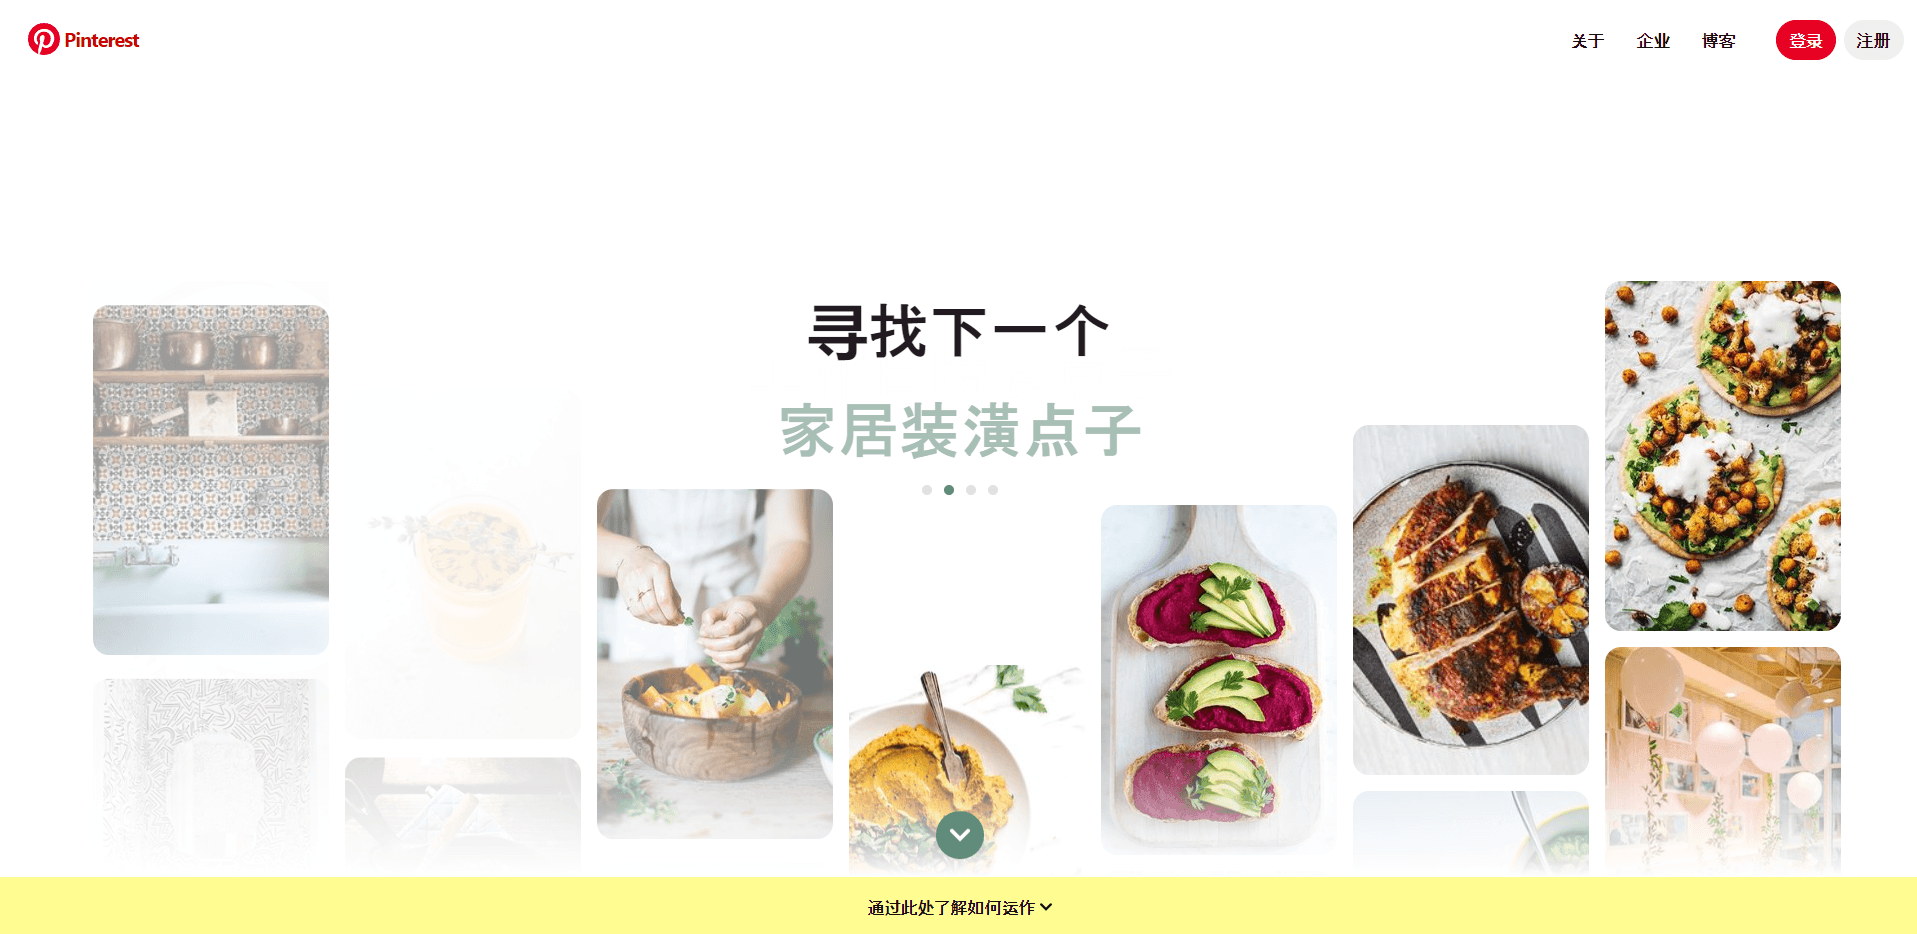 Pinterest
关于
企业
博客
登录
注册
寻找下一个
家居装潢点子
通过此处了解如何运作